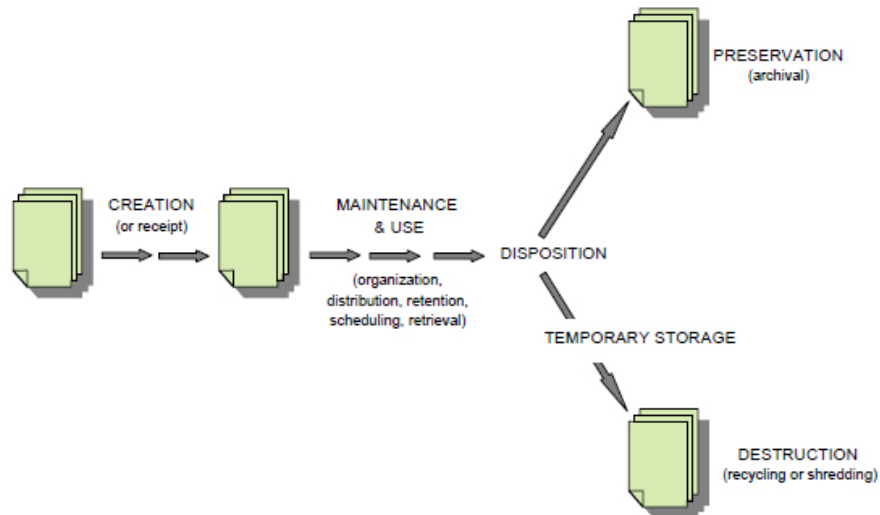 PRESERVATION
(archival)
CREATION
(or receipt)
MAINTENANCE
& USE
(organization,
distribution, retention,
scheduling, retrieval)
DISPOSITION
TEMPORARY STORAGE
DESTRUCTION
(recycling or shredding)